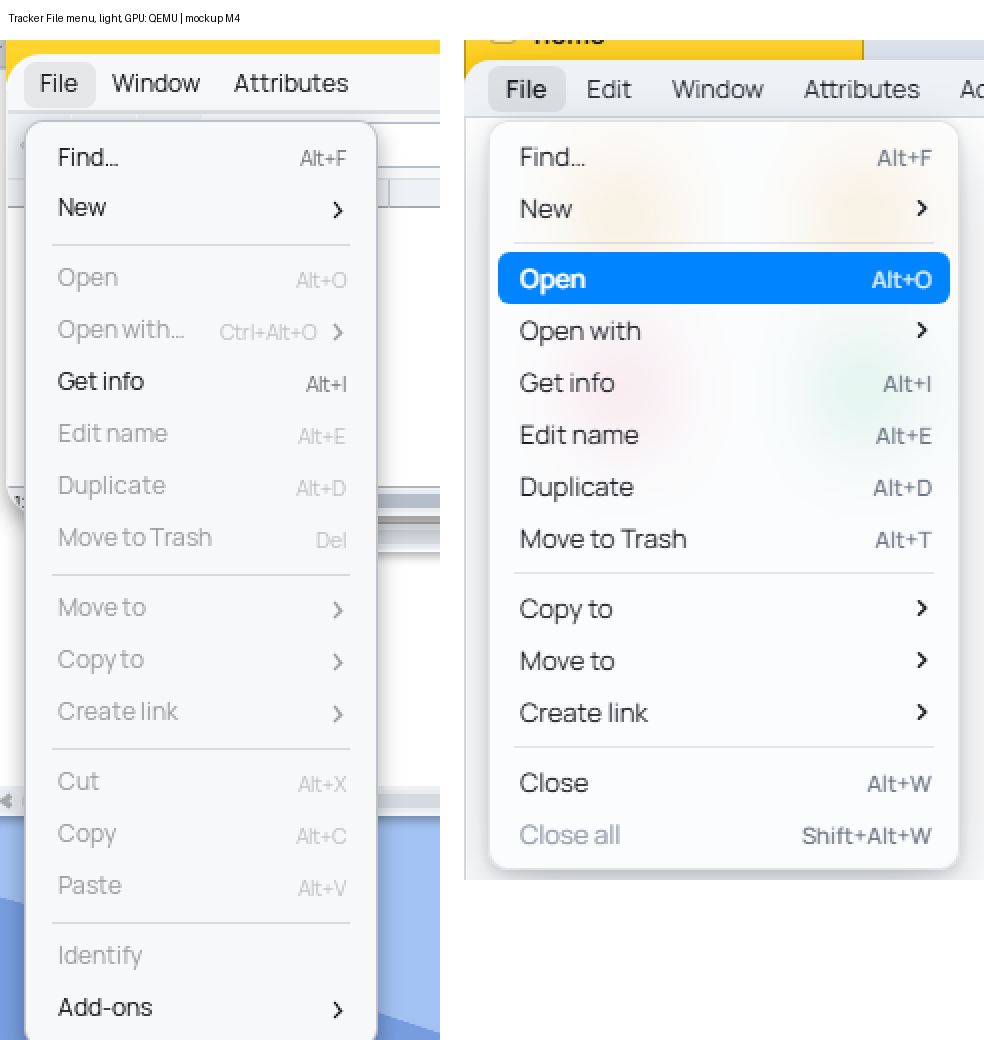 Tracker File menu, light, GPU: QEMU | mockup M4
File Window Attributes
Find... Alt+F
New
Open Alt+O
Open with... Ctrl+Alt+O
Get info Alt+I
Edit name Alt+E
Duplicate Alt+D
Move to Trash Del
Move to
Copy to
Create link
Cut Alt+X
Copy Alt+C
Paste Alt+V
Identify
Add-ons
File Edit Window Attributes
Find... Alt+F
New
Open Alt+O
Open with
Get info Alt+I
Edit name Alt+E
Duplicate Alt+D
Move to Trash Alt+T
Copy to
Move to
Create link
Close Alt+W
Close all Shift+Alt+W